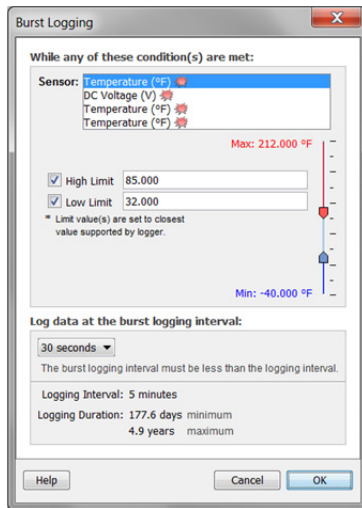 Burst Logging
While any of these condition(s) are met:
Sensor: Temperature (°F)
DC Voltage (V)
Temperature (°F)
Temperature (°F)
Max: 212.000 °F
High Limit 85.000
Low Limit 32.000
* Limit value(s) are set to closest
value supported by logger.
Min: -40.000 °F
Log data at the burst logging interval:
30 seconds
The burst logging interval must be less than the logging interval.
Logging Interval: 5 minutes
Logging Duration: 177.6 days minimum
4.9 years maximum
Help
Cancel
OK